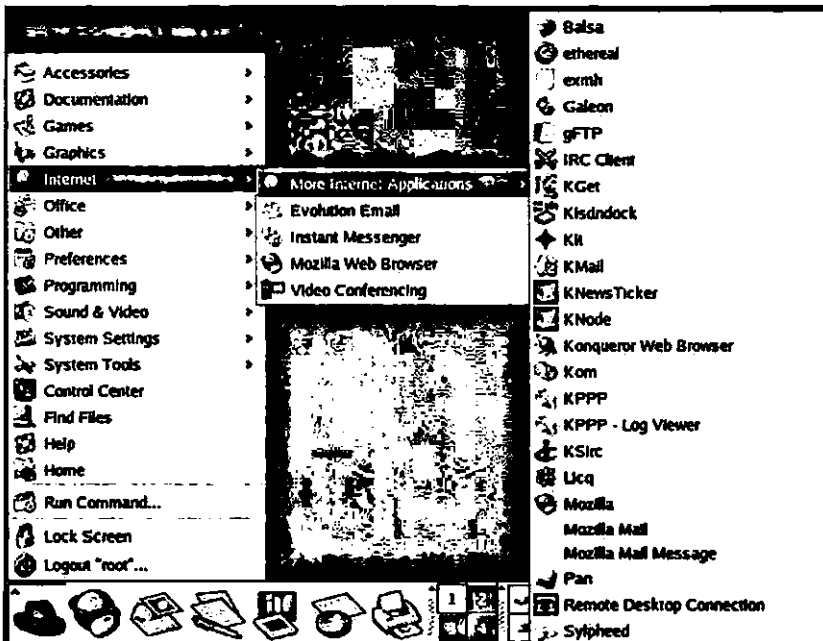 Accessories
Documentation
Games
Graphics
Internet
Office
Other
Preferences
Programming
Sound & Video
System Settings
System Tools
Control Center
Find Files
Help
Home
Run Command...
Lock Screen
Logout "root"...
More Internet Applications
Evolution Email
Instant Messenger
Mozilla Web Browser
Video Conferencing
Balsa
ethereal
exmh
Galeon
gFTP
IRC Client
KGet
Kisdndock
Kit
KMail
KNewsTicker
KNode
Konqueror Web Browser
Korn
KPPP
KPPP - Log Viewer
KSirc
Licq
Mozilla
Mozilla Mail
Mozilla Mail Message
Pan
Remote Desktop Connection
Sylpheed
1 2